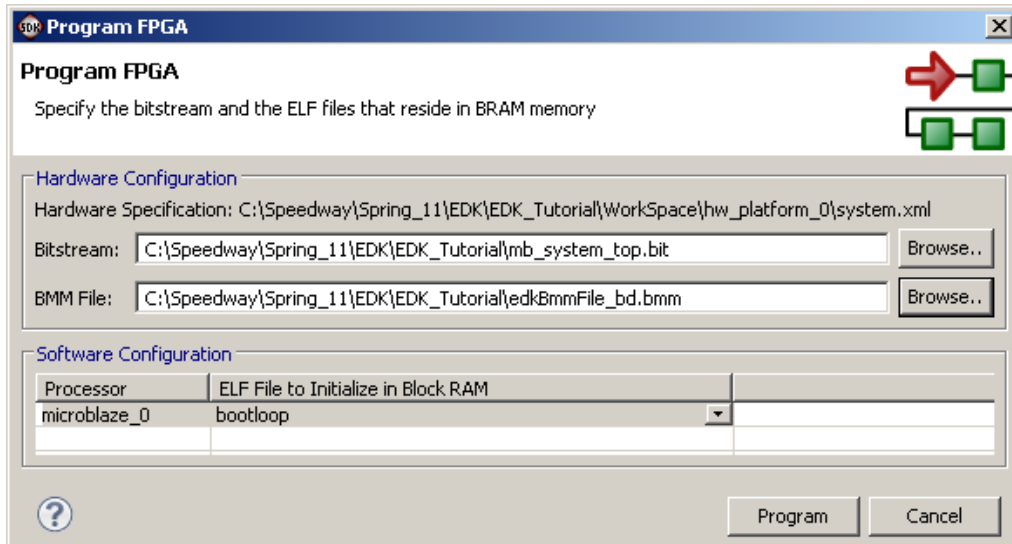 SDK Program FPGA
Program FPGA
Specify the bitstream and the ELF files that reside in BRAM memory
Hardware Configuration
Hardware Specification: C:\Speedway\Spring_11\EDK\EDK_Tutorial\WorkSpace\hw_platform_0\system.xml
Bitstream: C:\Speedway\Spring_11\EDK\EDK_Tutorial\mb_system_top.bit Browse..
BMM File: C:\Speedway\Spring_11\EDK\EDK_Tutorial\edkBmmFile_bd.bmm Browse..
Software Configuration
Processor ELF File to Initialize in Block RAM
microblaze_0 bootloop
? Program Cancel